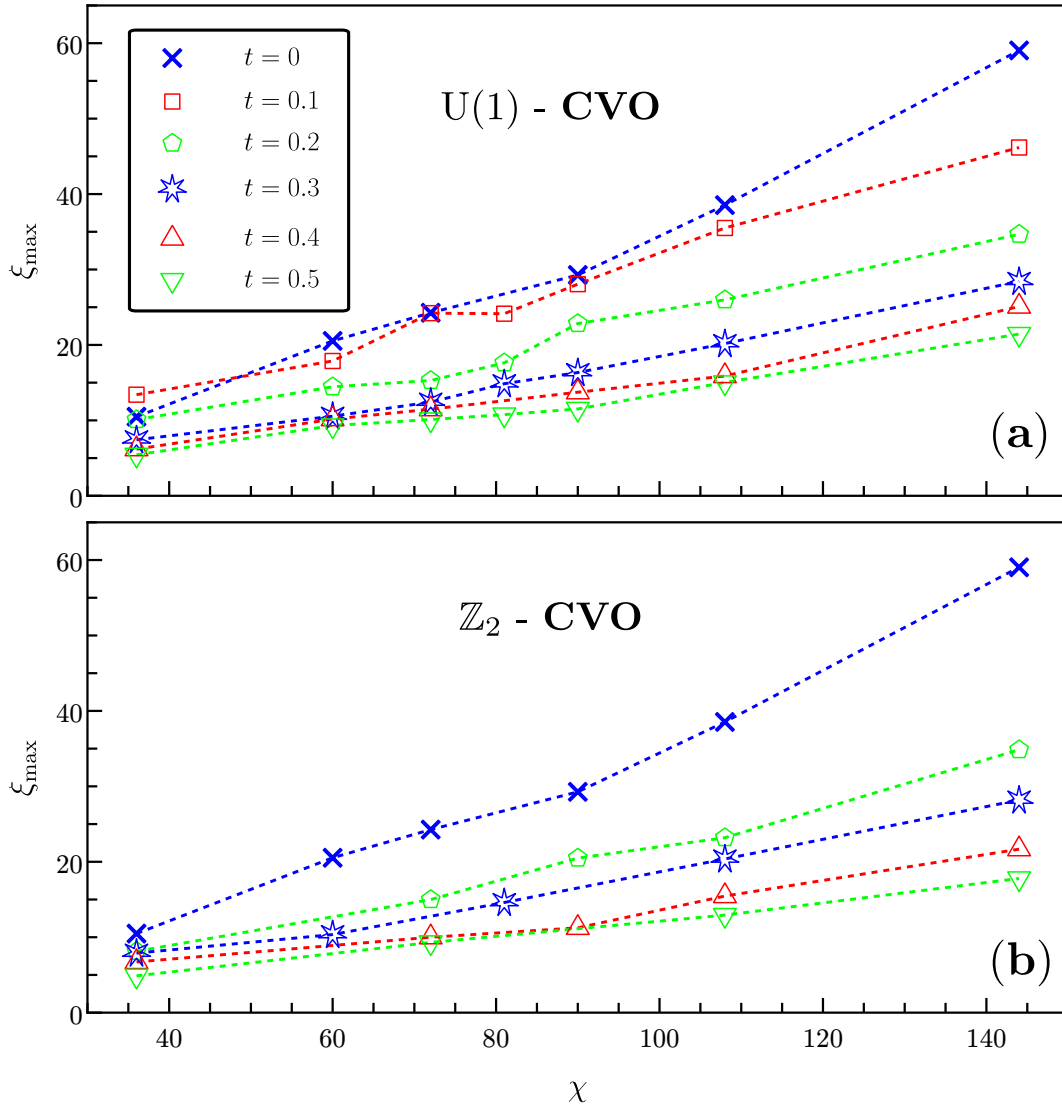 60
40
20
0
ξmax
t = 0
t = 0.1
t = 0.2
t = 0.3
t = 0.4
t = 0.5
U(1) - CVO
(a)
60
40
20
0
ξmax
ℤ2 - CVO
(b)
40 60 80 100 120 140
χ